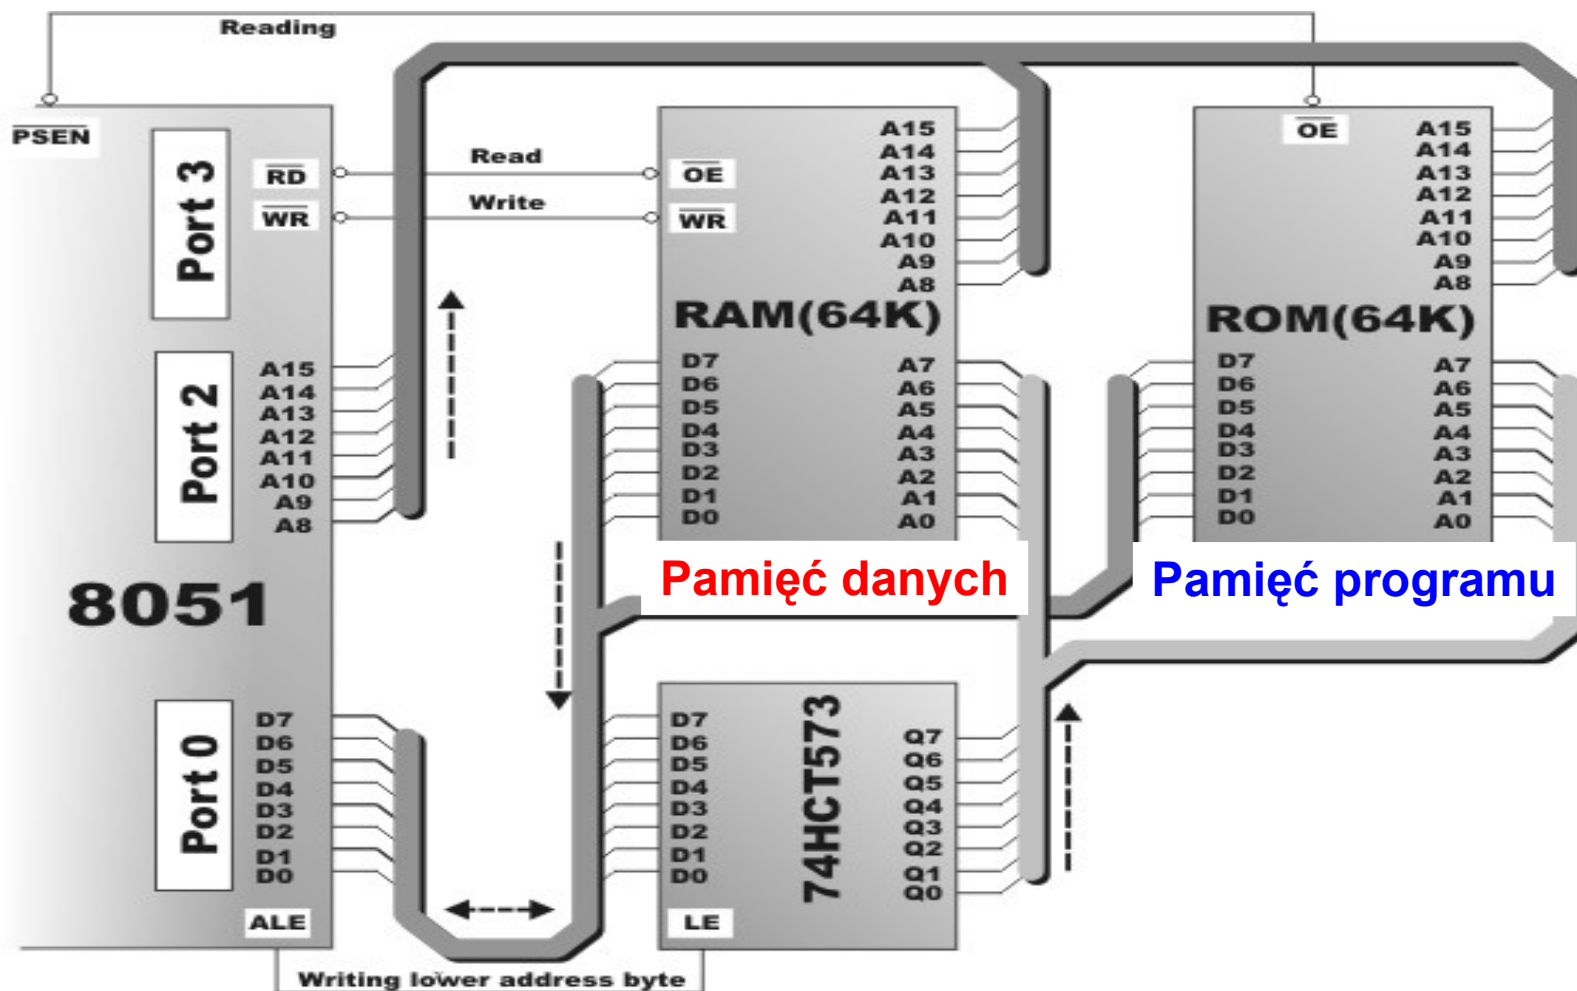 Reading
PSEN
Port 3
RD
WR
Read
Write
OE
WR
A15
A14
A13
A12
A11
A10
A9
A8
RAM(64K)
D7
D6
D5
D4
D3
D2
D1
D0
A7
A6
A5
A4
A3
A2
A1
A0
Pamięć danych
OE
A15
A14
A13
A12
A11
A10
A9
A8
ROM(64K)
D7
D6
D5
D4
D3
D2
D1
D0
A7
A6
A5
A4
A3
A2
A1
A0
Pamięć programu
Port 2
A15
A14
A13
A12
A11
A10
A9
A8
8051
Port 0
D7
D6
D5
D4
D3
D2
D1
D0
ALE
D7
D6
D5
D4
D3
D2
D1
D0
74HCT573
Q7
Q6
Q5
Q4
Q3
Q2
Q1
Q0
LE
Writing lower address byte